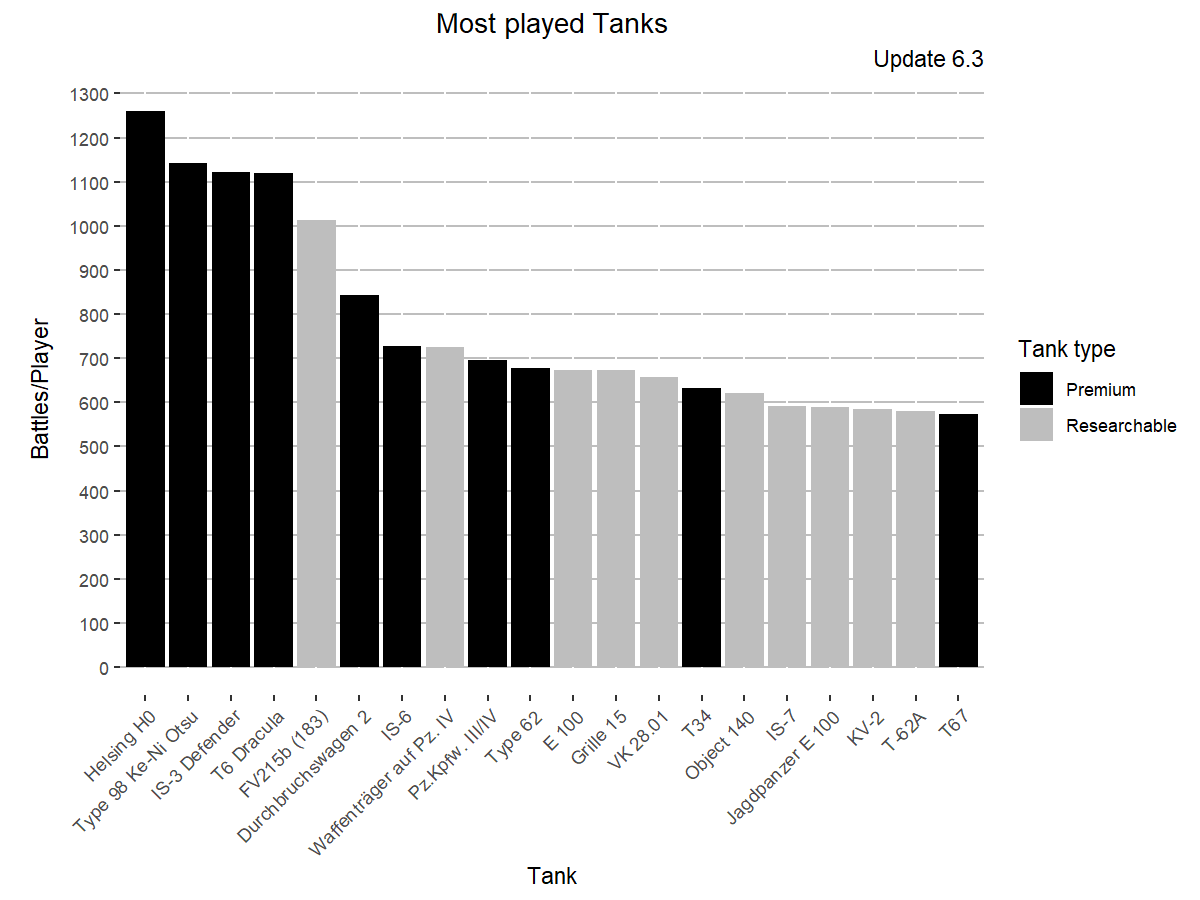 Most played Tanks
Update 6.3
Battles/Player
1300
1200
1100
1000
900
800
700
600
500
400
300
200
100
0
Helsing H0
Type 98 Ke-Ni Otsu
IS-3 Defender
T6 Dracula
FV215b (183)
Durchbruchswagen 2
IS-6
Waffenträger auf Pz. IV
Pz.Kpfw. III/IV
Type 62
E 100
Grille 15
VK 28.01
T34
Object 140
IS-7
Jagdpanzer E 100
KV-2
T-62A
T67
Tank
Tank type
Premium
Researchable